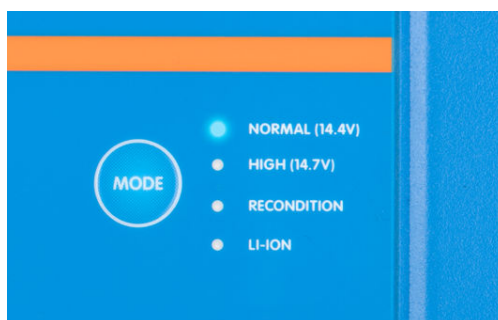 MODE
NORMAL (14.4V)
HIGH (14.7V)
RECONDITION
LI-ION